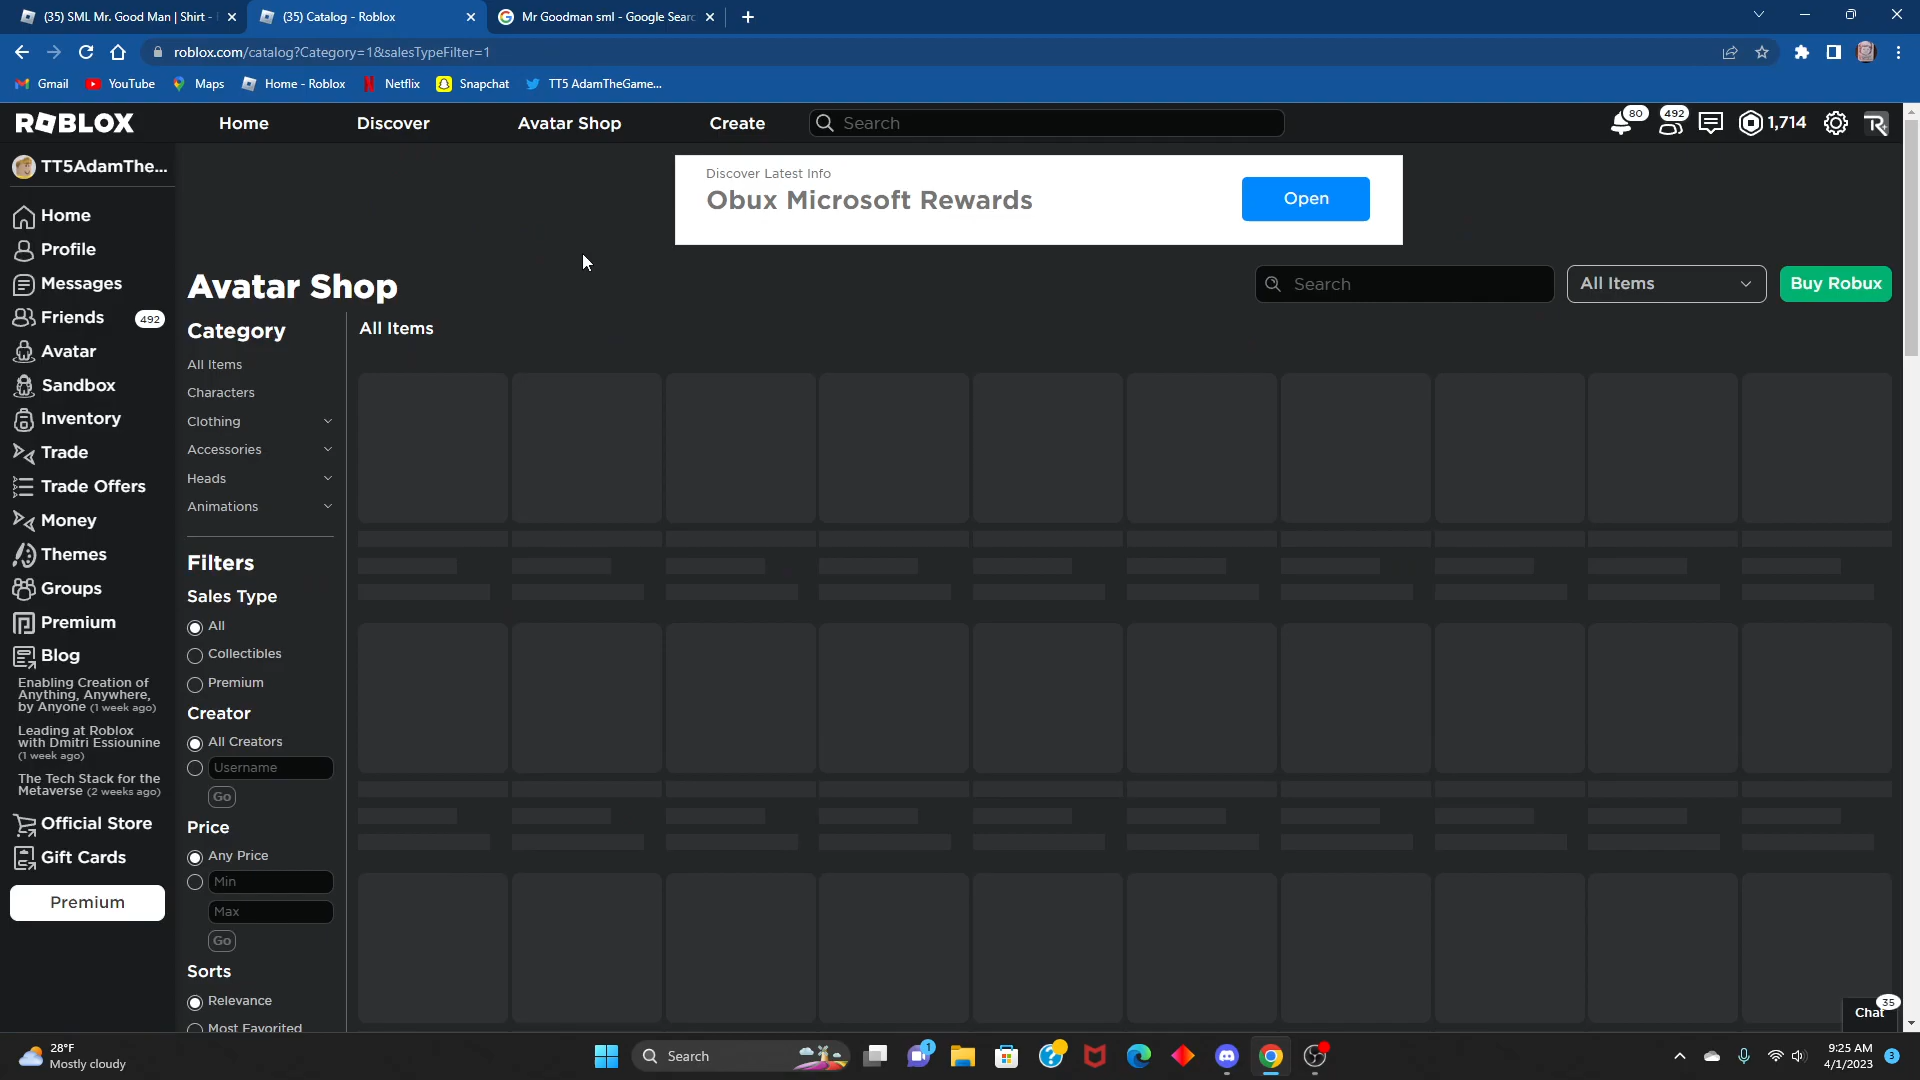 (35) SML Mr. Good Man | Shirt -
(35) Catalog - Roblox
Mr Goodman sml - Google Sear
roblox.com/catalog?Category=1&salesTypeFilter=1
Gmail
YouTube
Maps
Home - Roblox
Netflix
Snapchat
TT5 AdamTheGame...
ROBLOX
Home
Discover
Avatar Shop
Create
Search
80
492
1,714
TT5AdamThe...
Home
Profile
Messages
Friends
492
Avatar
Sandbox
Inventory
Trade
Trade Offers
Money
Themes
Groups
Premium
Blog
Enabling Creation of
Anything, Anywhere,
by Anyone (1 week ago)
Leading at Roblox
with Dmitri Essiounine
(1 week ago)
The Tech Stack for the
Metaverse (2 weeks ago)
Official Store
Gift Cards
Premium
Discover Latest Info
Obux Microsoft Rewards
Open
Avatar Shop
Search
All Items
Buy Robux
Category
All Items
Characters
Clothing
Accessories
Heads
Animations
Filters
Sales Type
All
Collectibles
Premium
Creator
All Creators
Username
Go
Price
Any Price
Min
Max
Go
Sorts
Relevance
Most Favorited
All Items
Chat
35
28°F
Mostly cloudy
Search
1
9:25 AM
4/1/2023
3